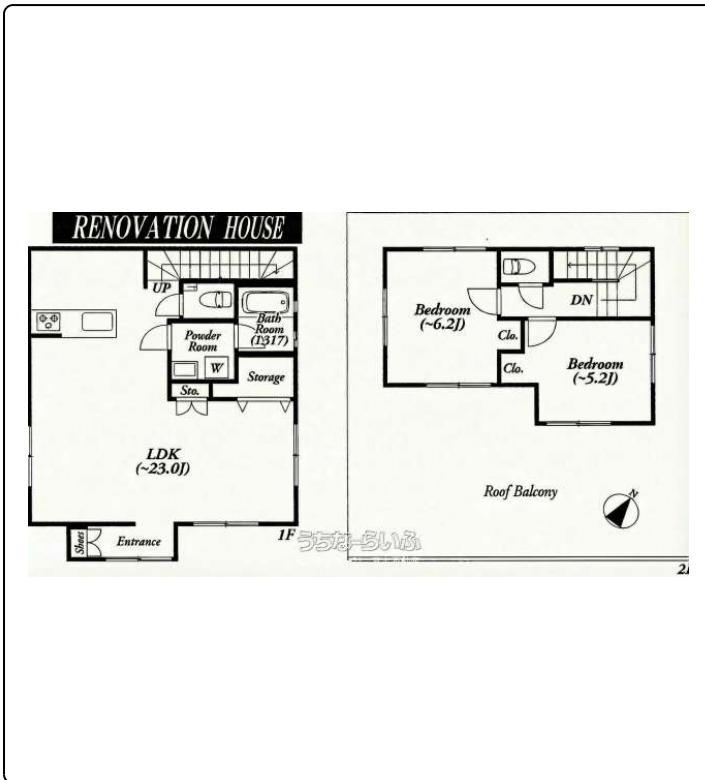 RENOVATION HOUSE
UP
Bath
Room
(1317)
Powder
Room
W
Sto.
Storage
LDK
(~23.0J)
Shoes
Entrance
1F
うちなーらいふ
Bedroom
(~6.2J)
DN
Clo.
Clo.
Bedroom
(~5.2J)
Roof Balcony
N